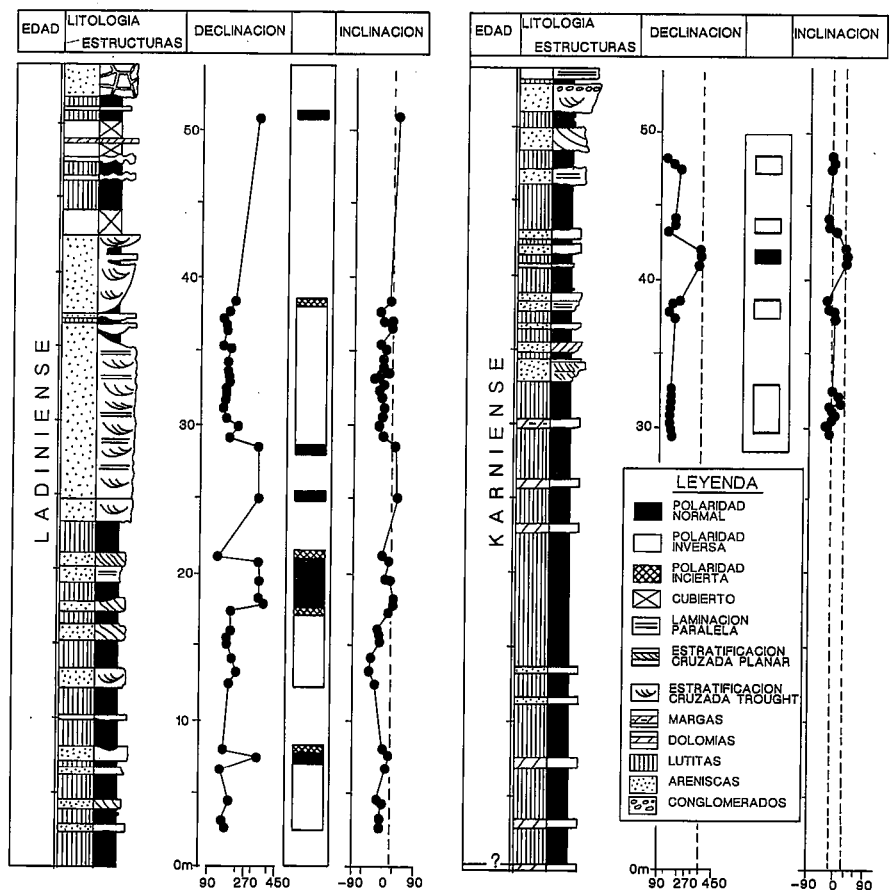 EDAD
LITOLOGIA
ESTRUCTURAS
DECLINACION
INCLINACION
LADINIENSE
50
40
30
20
10
0m
90 270 450
-90 0 90
EDAD
LITOLOGIA
ESTRUCTURAS
DECLINACION
INCLINACION
KARNIENSE
?
50
40
30
0m
90 270 450
-90 0 90
LEYENDA
POLARIDAD
NORMAL
POLARIDAD
INVERSA
POLARIDAD
INCIERTA
CUBIERTO
LAMINACION
PARALELA
ESTRATIFICACION
CRUZADA PLANAR
ESTRATIFICACION
CRUZADA TROUGHT
MARGAS
DOLOMIAS
LUTITAS
ARENISCAS
CONGLOMERADOS